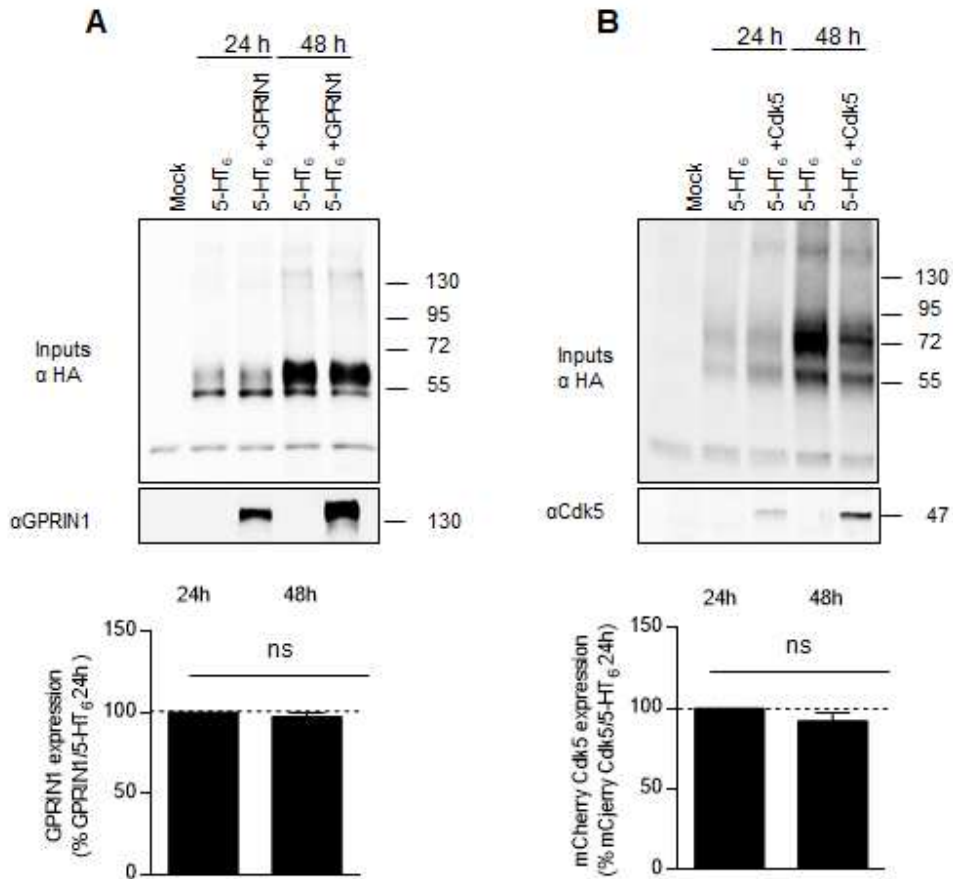 A
24 h 48 h
Mock
5-HT6
5-HT6 +GPRIN1
5-HT6
5-HT6 +GPRIN1
130
95
72
55
Inputs
α HA
αGPRIN1
130
24h 48h
150
100
50
0
ns
GPRIN1 expression
(% GPRIN1/5-HT6 24h)
B
24 h 48 h
Mock
5-HT6
5-HT6 +Cdk5
5-HT6
5-HT6 +Cdk5
130
95
72
55
Inputs
α HA
αCdk5
47
24h 48h
150
100
50
0
ns
mCherry Cdk5 expression
(% mCjerry Cdk5/5-HT6 24h)